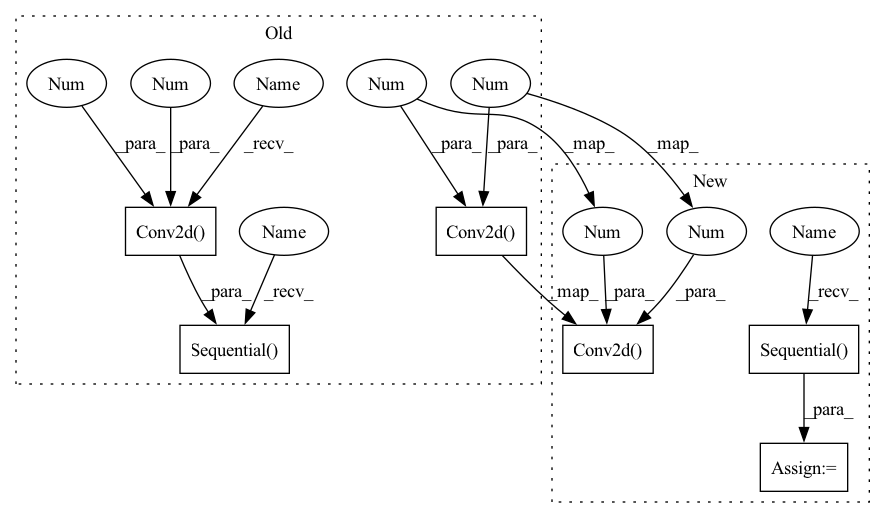 Old
Num Num Name Num Num
_para_ _para_ _recv_ _para_ _para_ _map_ _map_
New
Conv2d() Name Conv2d() Num Num Name
_para_ _recv_ _map_ _para_ _para_ _recv_
Sequential() Conv2d() Sequential()
_para_
Assign:=